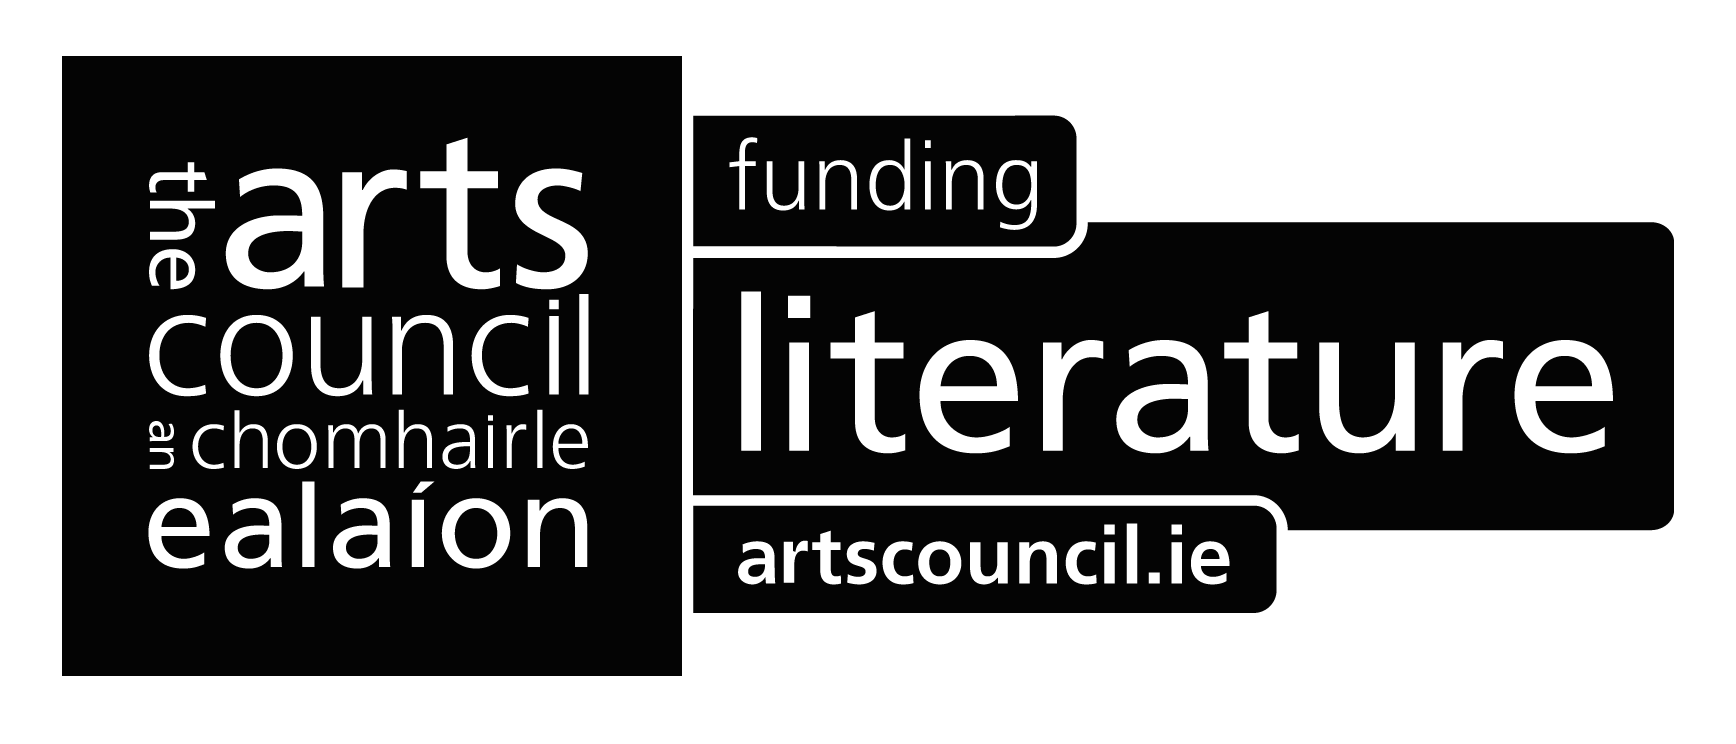 the arts
council
an chomhairle
ealaíon
funding
literature
artscouncil.ie